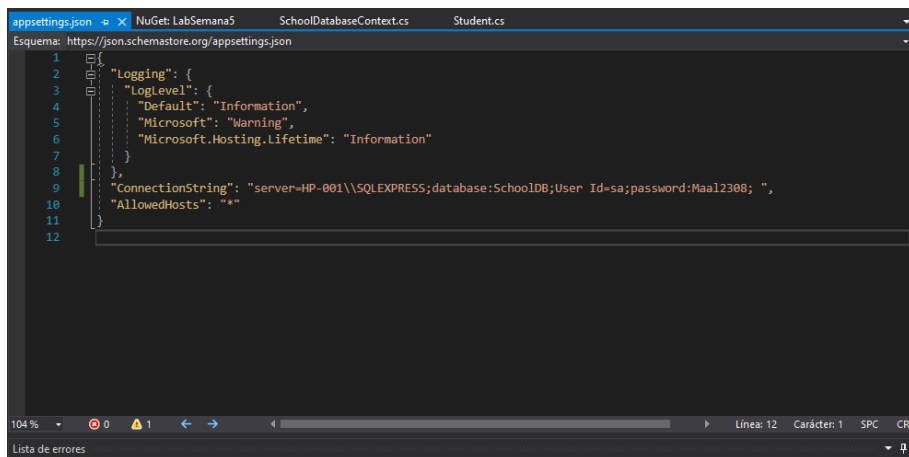 appsettings.json NuGet: LabSemana5 SchoolDatabaseContext.cs Student.cs
Esquema: https://json.schemastore.org/appsettings.json
1 {
2 "Logging": {
3 "LogLevel": {
4 "Default": "Information",
5 "Microsoft": "Warning",
6 "Microsoft.Hosting.Lifetime": "Information"
7 }
8 },
9 "ConnectionString": "server=HP-001\\SQLEXPRESS;database:SchoolDB;User Id=sa;password:Maal2308; ",
10 "AllowedHosts": "*"
11 }
12
104 % 0 1 Línea: 12 Carácter: 1 SPC CR
Lista de errores